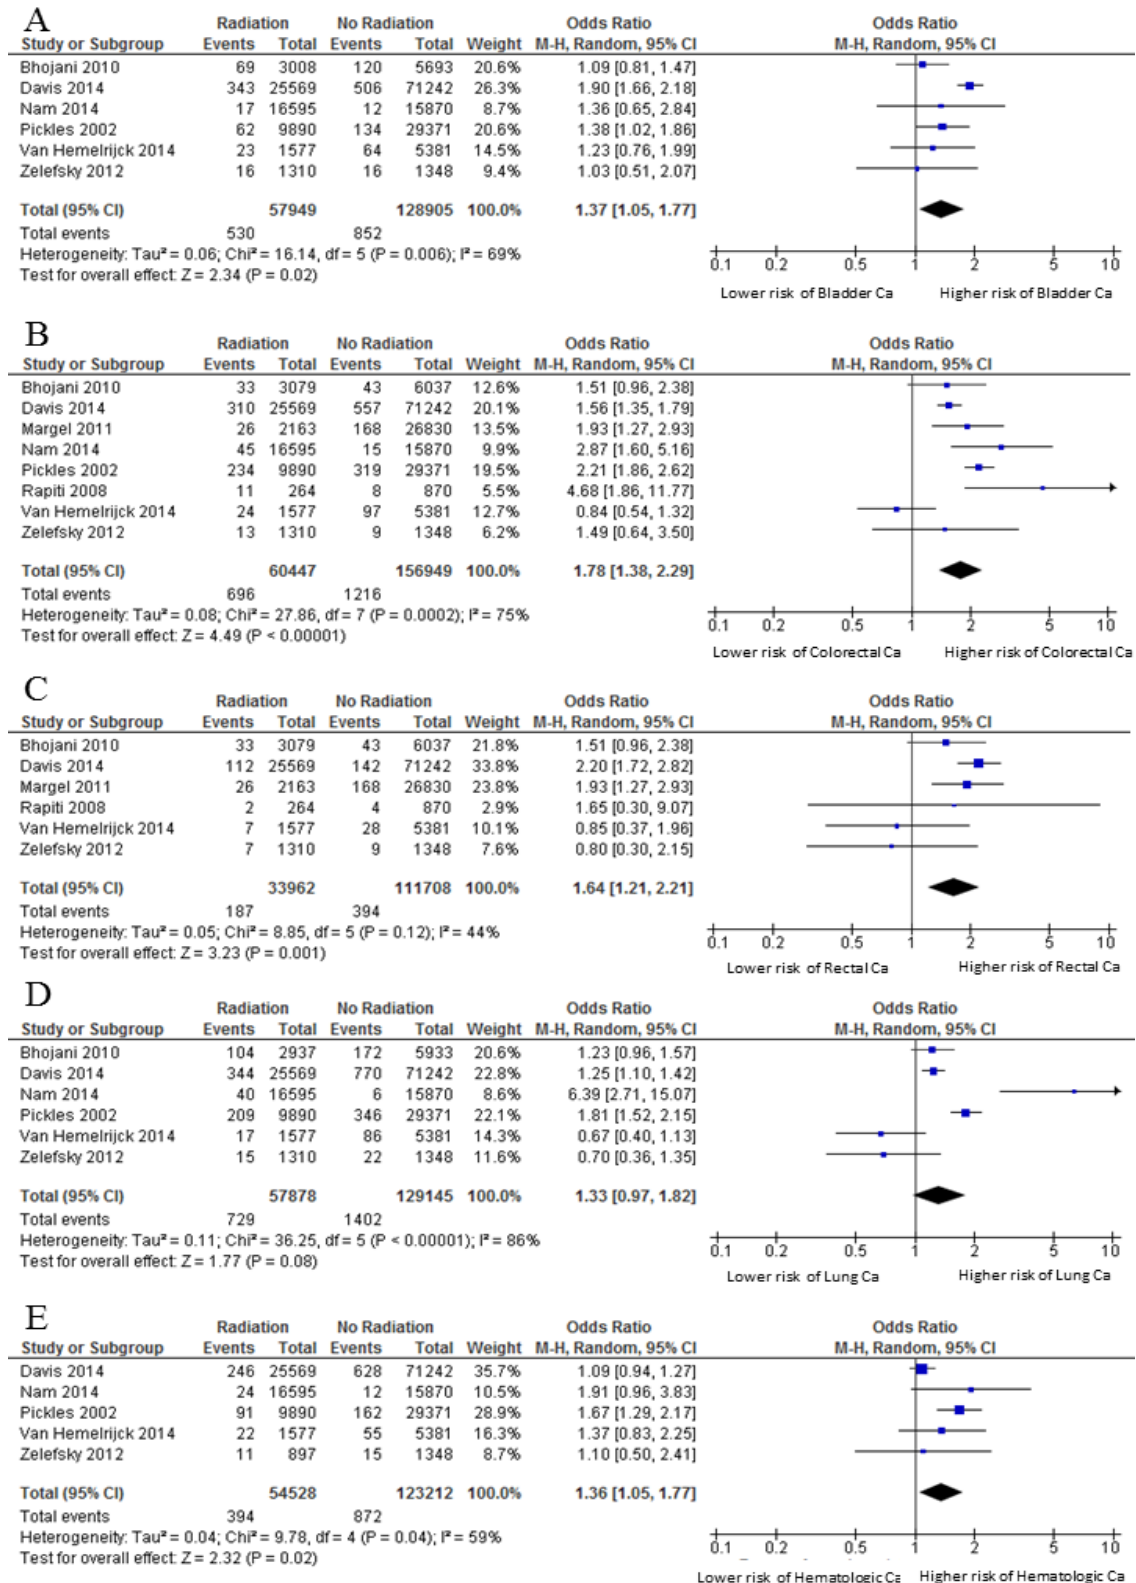 A
Radiation No Radiation Odds Ratio Odds Ratio
Study or Subgroup Events Total Events Total Weight M-H, Random, 95% CI M-H, Random, 95% CI
Bhojani 2010 69 3008 120 5693 20.6% 1.09 [0.81, 1.47]
Davis 2014 343 25569 506 71242 26.3% 1.90 [1.66, 2.18]
Nam 2014 17 16595 12 15870 8.7% 1.36 [0.65, 2.84]
Pickles 2002 62 9890 134 29371 20.6% 1.38 [1.02, 1.86]
Van Hemelrijck 2014 23 1577 64 5381 14.5% 1.23 [0.76, 1.99]
Zelefsky 2012 16 1310 16 1348 9.4% 1.03 [0.51, 2.07]
Total (95% CI) 57949 128905 100.0% 1.37 [1.05, 1.77]
Total events 530 852
Heterogeneity: Tau² = 0.06; Chi² = 16.14, df = 5 (P = 0.006); I² = 69%
Test for overall effect: Z = 2.34 (P = 0.02)
0.1 0.2 0.5 1 2 5 10
Lower risk of Bladder Ca Higher risk of Bladder Ca
B
Radiation No Radiation Odds Ratio Odds Ratio
Study or Subgroup Events Total Events Total Weight M-H, Random, 95% CI M-H, Random, 95% CI
Bhojani 2010 33 3079 43 6037 12.6% 1.51 [0.96, 2.38]
Davis 2014 310 25569 557 71242 20.1% 1.56 [1.35, 1.79]
Margel 2011 26 2163 168 26830 13.5% 1.93 [1.27, 2.93]
Nam 2014 45 16595 15 15870 9.9% 2.87 [1.60, 5.16]
Pickles 2002 234 9890 319 29371 19.5% 2.21 [1.86, 2.62]
Rapiti 2008 11 264 8 870 5.5% 4.68 [1.86, 11.77]
Van Hemelrijck 2014 24 1577 97 5381 12.7% 0.84 [0.54, 1.32]
Zelefsky 2012 13 1310 9 1348 6.2% 1.49 [0.64, 3.50]
Total (95% CI) 60447 156949 100.0% 1.78 [1.38, 2.29]
Total events 696 1216
Heterogeneity: Tau² = 0.08; Chi² = 27.86, df = 7 (P = 0.0002); I² = 75%
Test for overall effect: Z = 4.49 (P < 0.00001)
0.1 0.2 0.5 1 2 5 10
Lower risk of Colorectal Ca Higher risk of Colorectal Ca
C
Radiation No Radiation Odds Ratio Odds Ratio
Study or Subgroup Events Total Events Total Weight M-H, Random, 95% CI M-H, Random, 95% CI
Bhojani 2010 33 3079 43 6037 21.8% 1.51 [0.96, 2.38]
Davis 2014 112 25569 142 71242 33.8% 2.20 [1.72, 2.82]
Margel 2011 26 2163 168 26830 23.8% 1.93 [1.27, 2.93]
Rapiti 2008 2 264 4 870 2.9% 1.65 [0.30, 9.07]
Van Hemelrijck 2014 7 1577 28 5381 10.1% 0.85 [0.37, 1.96]
Zelefsky 2012 7 1310 9 1348 7.6% 0.80 [0.30, 2.15]
Total (95% CI) 33962 111708 100.0% 1.64 [1.21, 2.21]
Total events 187 394
Heterogeneity: Tau² = 0.05; Chi² = 8.85, df = 5 (P = 0.12); I² = 44%
Test for overall effect: Z = 3.23 (P = 0.001)
0.1 0.2 0.5 1 2 5 10
Lower risk of Rectal Ca Higher risk of Rectal Ca
D
Radiation No Radiation Odds Ratio Odds Ratio
Study or Subgroup Events Total Events Total Weight M-H, Random, 95% CI M-H, Random, 95% CI
Bhojani 2010 104 2937 172 5933 20.6% 1.23 [0.96, 1.57]
Davis 2014 344 25569 770 71242 22.8% 1.25 [1.10, 1.42]
Nam 2014 40 16595 6 15870 8.6% 6.39 [2.71, 15.07]
Pickles 2002 209 9890 346 29371 22.1% 1.81 [1.52, 2.15]
Van Hemelrijck 2014 17 1577 86 5381 14.3% 0.67 [0.40, 1.13]
Zelefsky 2012 15 1310 22 1348 11.6% 0.70 [0.36, 1.35]
Total (95% CI) 57878 129145 100.0% 1.33 [0.97, 1.82]
Total events 729 1402
Heterogeneity: Tau² = 0.11; Chi² = 36.25, df = 5 (P < 0.00001); I² = 86%
Test for overall effect: Z = 1.77 (P = 0.08)
0.1 0.2 0.5 1 2 5 10
Lower risk of Lung Ca Higher risk of Lung Ca
E
Radiation No Radiation Odds Ratio Odds Ratio
Study or Subgroup Events Total Events Total Weight M-H, Random, 95% CI M-H, Random, 95% CI
Davis 2014 246 25569 628 71242 35.7% 1.09 [0.94, 1.27]
Nam 2014 24 16595 12 15870 10.5% 1.91 [0.96, 3.83]
Pickles 2002 91 9890 162 29371 28.9% 1.67 [1.29, 2.17]
Van Hemelrijck 2014 22 1577 55 5381 16.3% 1.37 [0.83, 2.25]
Zelefsky 2012 11 897 15 1348 8.7% 1.10 [0.50, 2.41]
Total (95% CI) 54528 123212 100.0% 1.36 [1.05, 1.77]
Total events 394 872
Heterogeneity: Tau² = 0.04; Chi² = 9.78, df = 4 (P = 0.04); I² = 59%
Test for overall effect: Z = 2.32 (P = 0.02)
0.1 0.2 0.5 1 2 5 10
Lower risk of Hematologic Ca Higher risk of Hematologic Ca